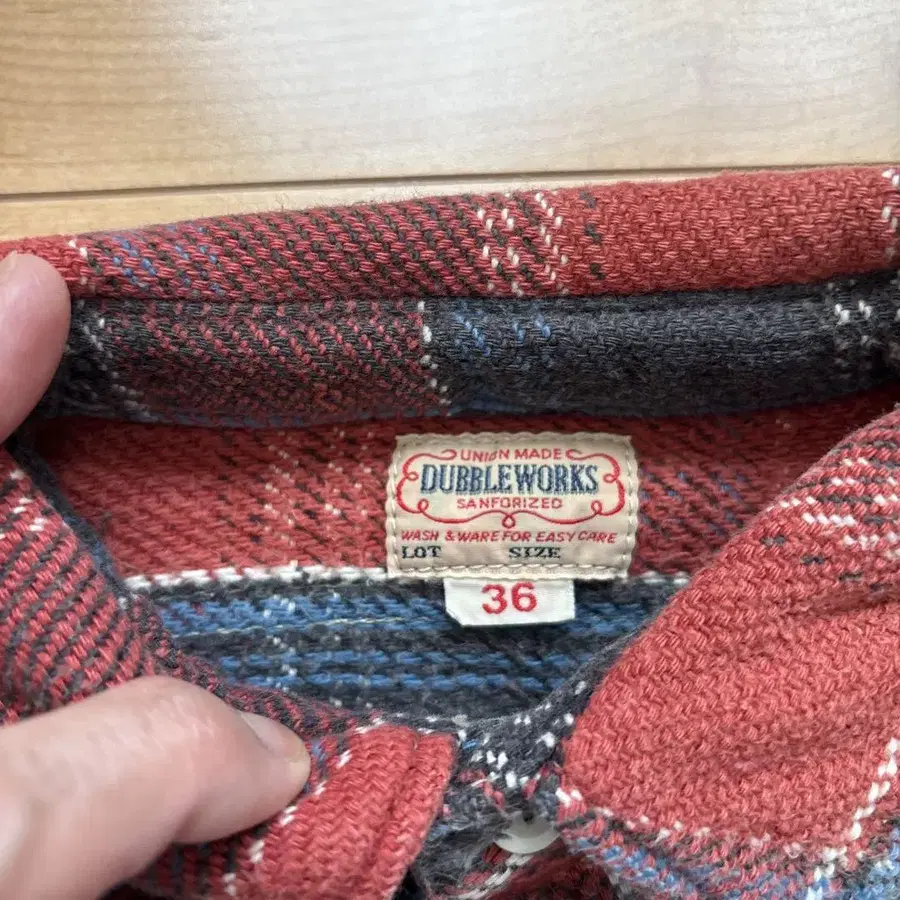 UNION MADE
DUBBLEWORKS
SANFORIZED
WASH & WARE FOR EASY CARE
LOT SIZE
36